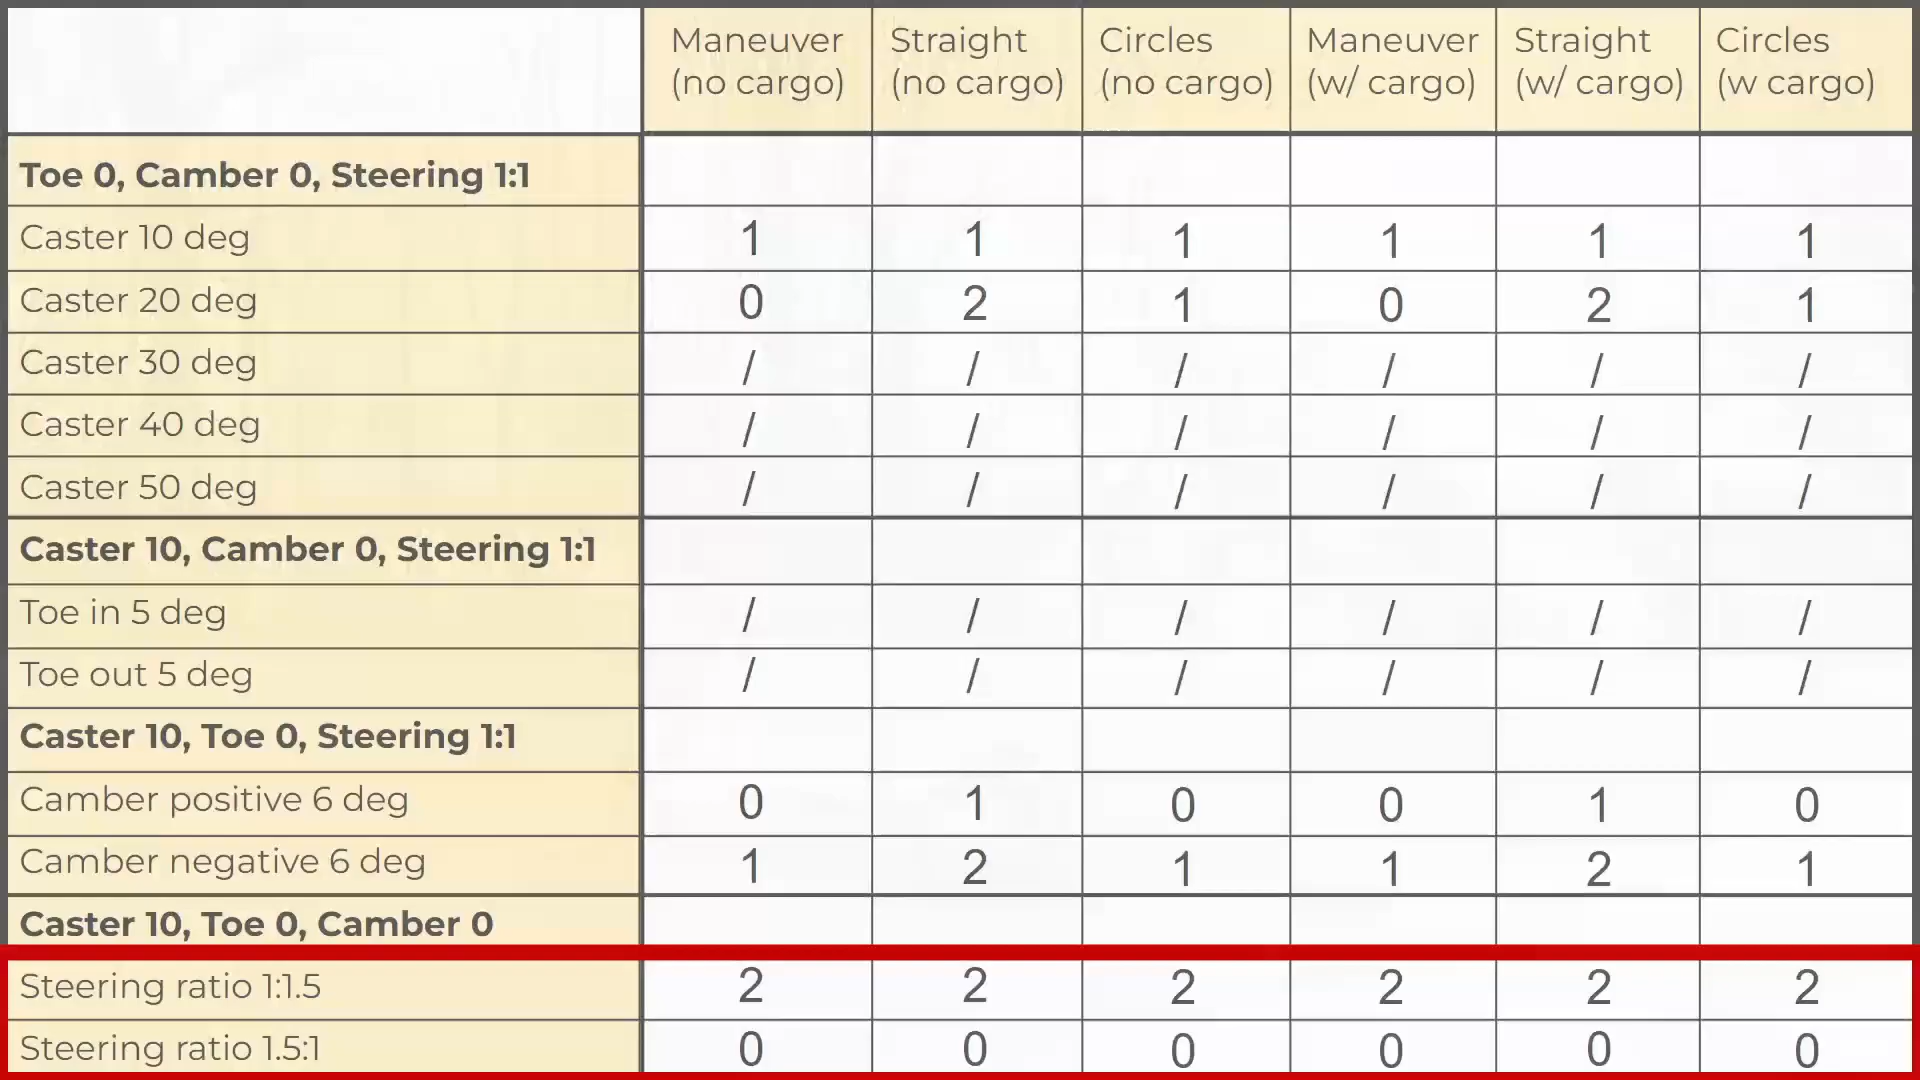 Maneuver (no cargo) Straight (no cargo) Circles (no cargo) Maneuver (w/ cargo) Straight (w/ cargo) Circles (w cargo)
Toe 0, Camber 0, Steering 1:1
Caster 10 deg 1 1 1 1 1 1
Caster 20 deg 0 2 1 0 2 1
Caster 30 deg / / / / / /
Caster 40 deg / / / / / /
Caster 50 deg / / / / / /
Caster 10, Camber 0, Steering 1:1
Toe in 5 deg / / / / / /
Toe out 5 deg / / / / / /
Caster 10, Toe 0, Steering 1:1
Camber positive 6 deg 0 1 0 0 1 0
Camber negative 6 deg 1 2 1 1 2 1
Caster 10, Toe 0, Camber 0
Steering ratio 1:1.5 2 2 2 2 2 2
Steering ratio 1.5:1 0 0 0 0 0 0